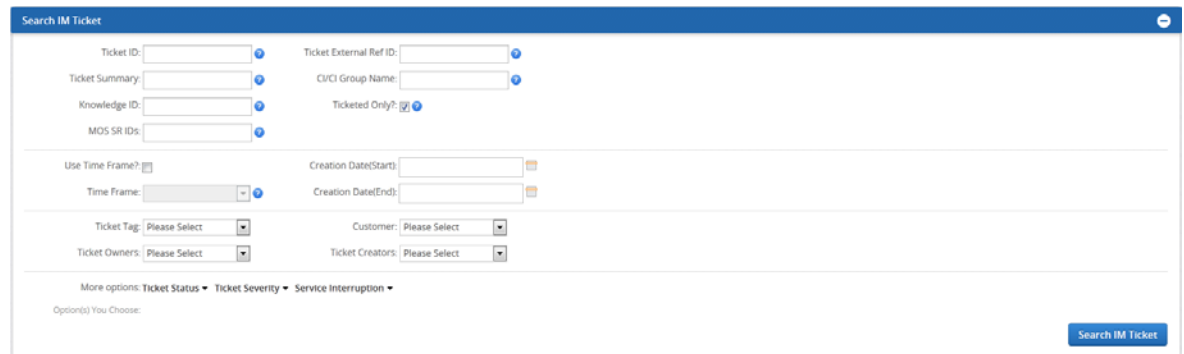 Search IM Ticket
Ticket ID: Ticket External Ref ID:
Ticket Summary: CI/CI Group Name:
Knowledge ID: Ticketed Only?:
MOS SR IDs:
Use Time Frame?: Creation Date(Start):
Time Frame: Creation Date(End):
Ticket Tag: Please Select Customer: Please Select
Ticket Owners: Please Select Ticket Creators: Please Select
More options: Ticket Status Ticket Severity Service Interruption
Option(s) You Choose:
Search IM Ticket